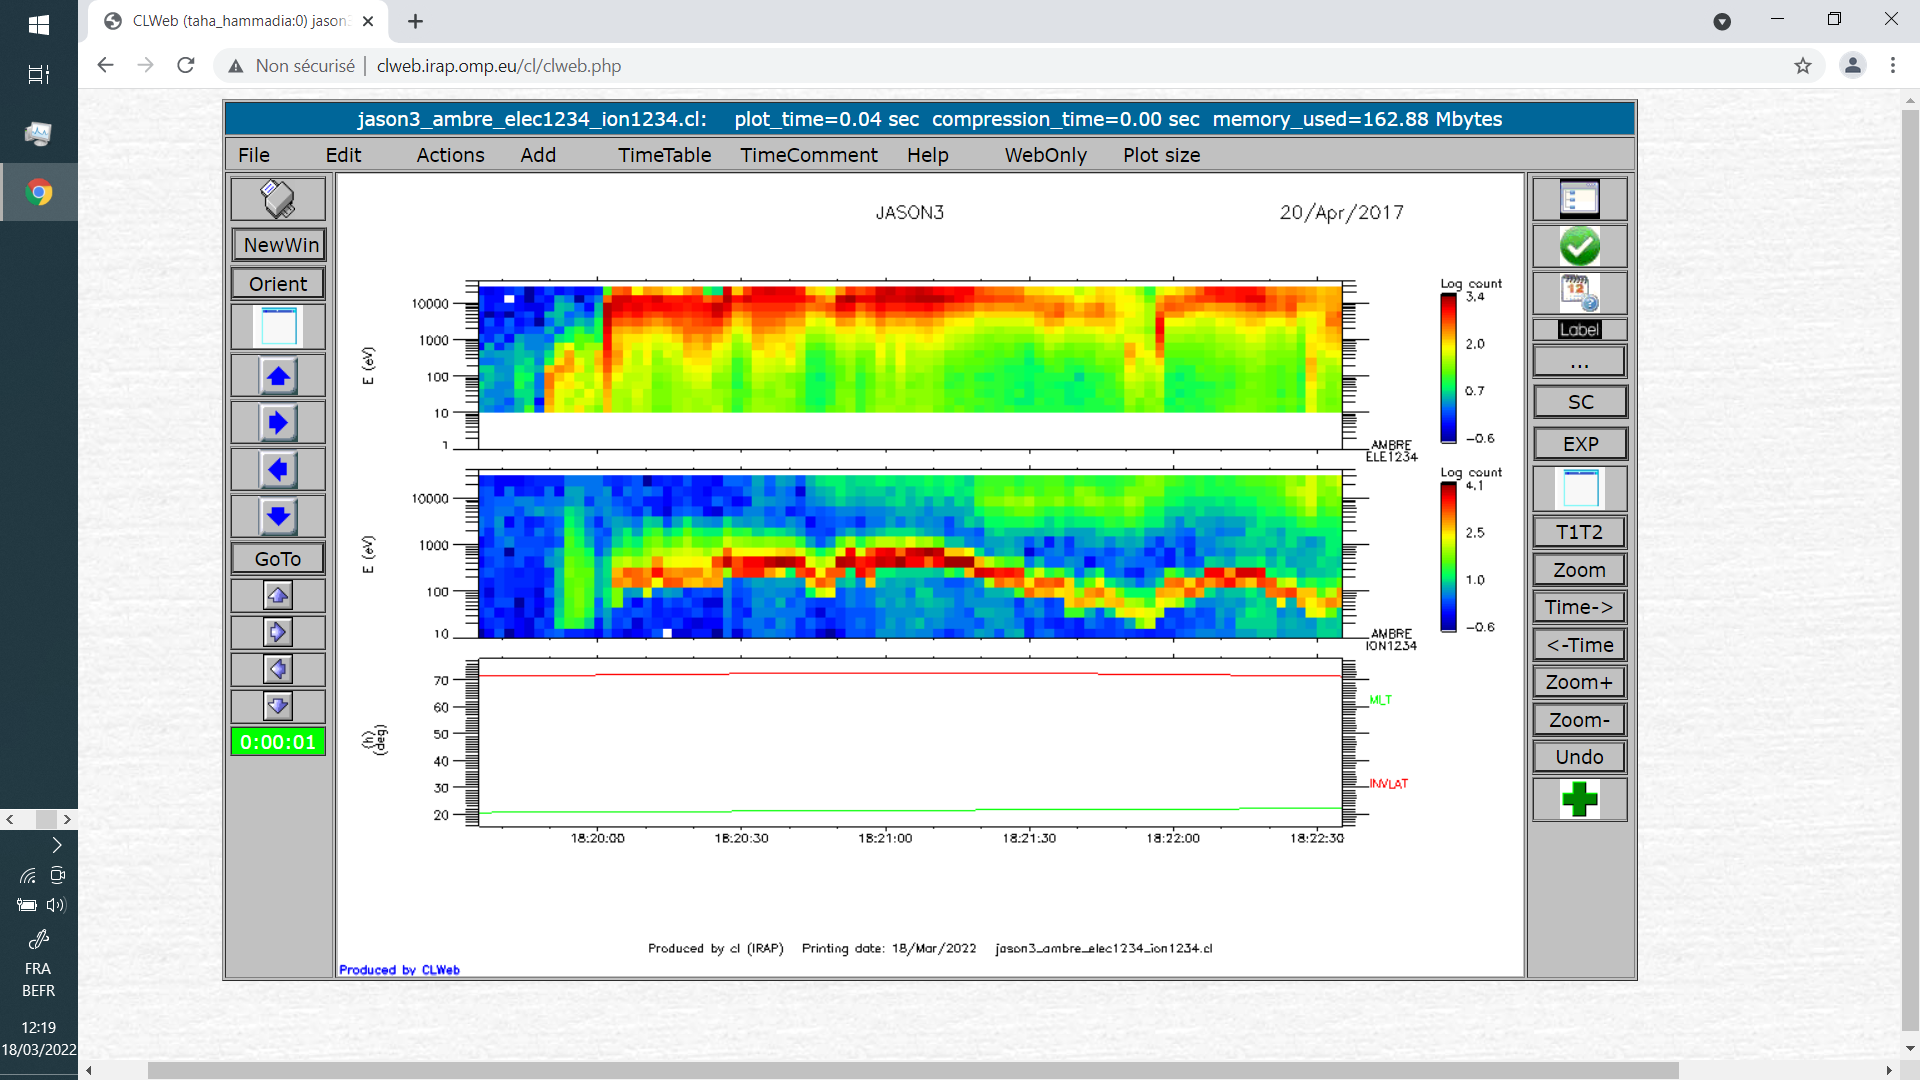 CLWeb (taha_hammadia:0) jason3
Non sécurisé | clweb.irap.omp.eu/cl/clweb.php
jason3_ambre_elec1234_ion1234.cl: plot_time=0.04 sec compression_time=0.00 sec memory_used=162.88 Mbytes
File Edit Actions Add TimeTable TimeComment Help WebOnly Plot size
NewWin
Orient
GoTo
0:00:01
JASON3 20/Apr/2017
E (eV)
10000
1000
100
10
1
Log count
3.4
2.0
0.7
-0.6
AMBRE
ELE1234
E (eV)
10000
1000
100
10
Log count
4.1
2.5
1.0
-0.6
AMBRE
ION1234
(h)
(deg)
70
60
50
40
30
20
MLT
INVLAT
18:20:00 18:20:30 18:21:00 18:21:30 18:22:00 18:22:30
Produced by cl (IRAP) Printing date: 18/Mar/2022 jason3_ambre_elec1234_ion1234.cl
Produced by CLWeb
12
Label
...
SC
EXP
T1T2
Zoom
Time->
<-Time
Zoom+
Zoom-
Undo
FRA
BEFR
12:19
18/03/2022